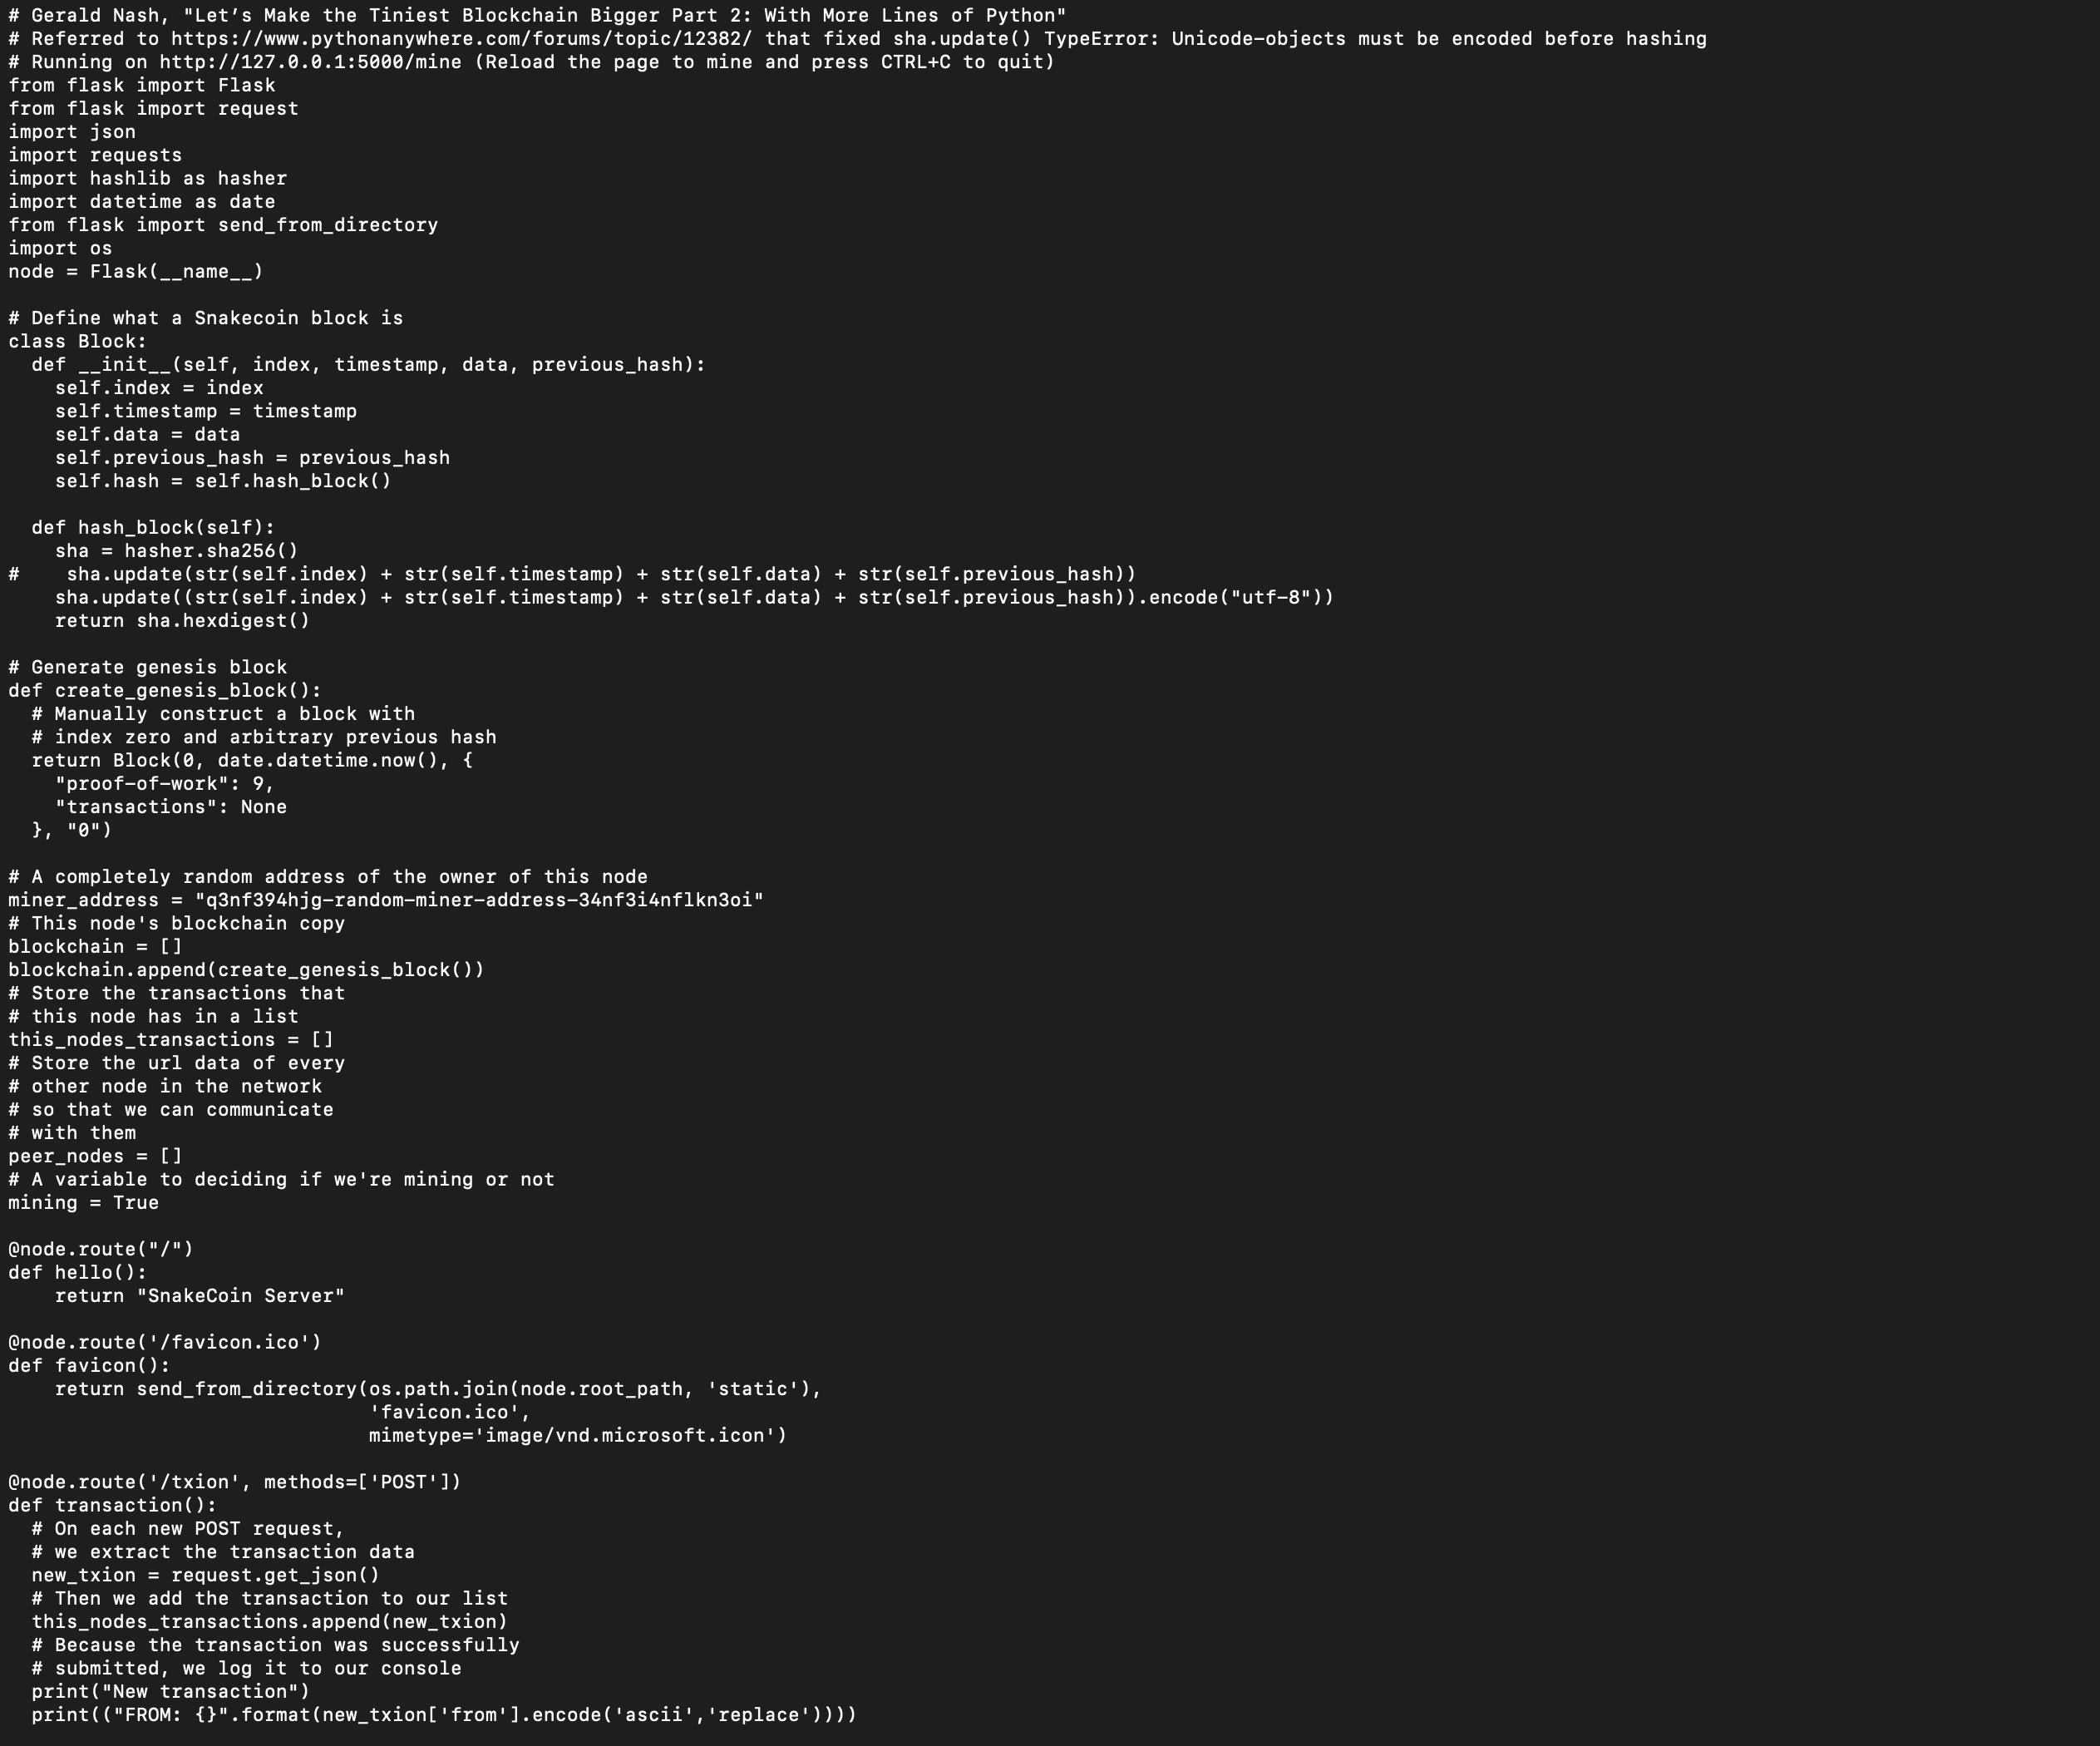 # Gerald Nash, "Let’s Make the Tiniest Blockchain Bigger Part 2: With More Lines of Python"
# Referred to https://www.pythonanywhere.com/forums/topic/12382/ that fixed sha.update() TypeError: Unicode-objects must be encoded before hashing
# Running on http://127.0.0.1:5000/mine (Reload the page to mine and press CTRL+C to quit)
from flask import Flask
from flask import request
import json
import requests
import hashlib as hasher
import datetime as date
from flask import send_from_directory
import os
node = Flask(__name__)

# Define what a Snakecoin block is
class Block:
  def __init__(self, index, timestamp, data, previous_hash):
    self.index = index
    self.timestamp = timestamp
    self.data = data
    self.previous_hash = previous_hash
    self.hash = self.hash_block()

  def hash_block(self):
    sha = hasher.sha256()
#    sha.update(str(self.index) + str(self.timestamp) + str(self.data) + str(self.previous_hash))
    sha.update((str(self.index) + str(self.timestamp) + str(self.data) + str(self.previous_hash)).encode("utf-8"))
    return sha.hexdigest()

# Generate genesis block
def create_genesis_block():
  # Manually construct a block with
  # index zero and arbitrary previous hash
  return Block(0, date.datetime.now(), {
    "proof-of-work": 9,
    "transactions": None
  }, "0")

# A completely random address of the owner of this node
miner_address = "q3nf394hjg-random-miner-address-34nf3i4nflkn3oi"
# This node's blockchain copy
blockchain = []
blockchain.append(create_genesis_block())
# Store the transactions that
# this node has in a list
this_nodes_transactions = []
# Store the url data of every
# other node in the network
# so that we can communicate
# with them
peer_nodes = []
# A variable to deciding if we're mining or not
mining = True

@node.route("/")
def hello():
    return "SnakeCoin Server"

@node.route('/favicon.ico')
def favicon():
    return send_from_directory(os.path.join(node.root_path, 'static'),
                               'favicon.ico',
                               mimetype='image/vnd.microsoft.icon')

@node.route('/txion', methods=['POST'])
def transaction():
  # On each new POST request,
  # we extract the transaction data
  new_txion = request.get_json()
  # Then we add the transaction to our list
  this_nodes_transactions.append(new_txion)
  # Because the transaction was successfully
  # submitted, we log it to our console
  print("New transaction")
  print(("FROM: {}".format(new_txion['from'].encode('ascii','replace'))))